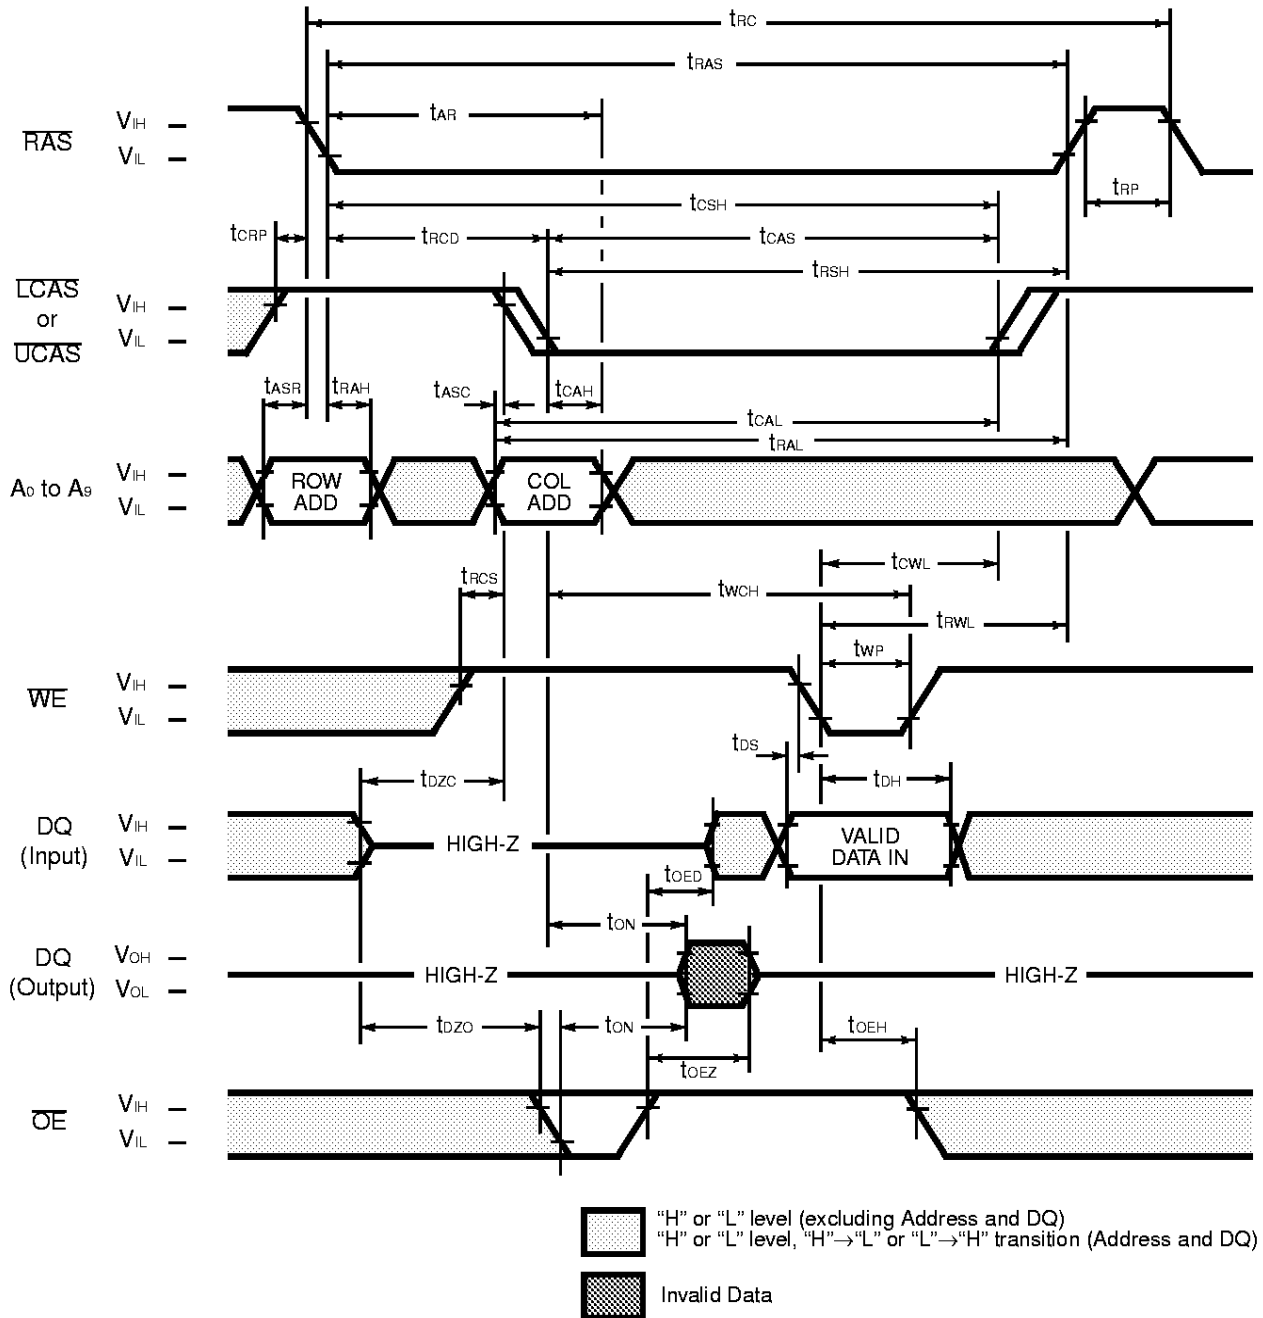 tRC
tRAS
tAR
RAS
VIH
VIL
tRP
tCSH
tCRP
tRCD
tCAS
tRSH
LCAS
or
UCAS
VIH
VIL
tASR
tRAH
tASC
tCAH
tCAL
tRAL
A0 to A9
VIH
VIL
ROW
ADD
COL
ADD
tCWL
tRCS
tWCH
tRWL
tWP
WE
VIH
VIL
tDS
tDZC
tDH
DQ
(Input)
VIH
VIL
HIGH-Z
VALID
DATA IN
tOED
tON
DQ
(Output)
VOH
VOL
HIGH-Z
HIGH-Z
tDZO
tON
tOEH
tOEZ
OE
VIH
VIL
“H” or “L” level (excluding Address and DQ)
“H” or “L” level, “H”→“L” or “L”→“H” transition (Address and DQ)
Invalid Data